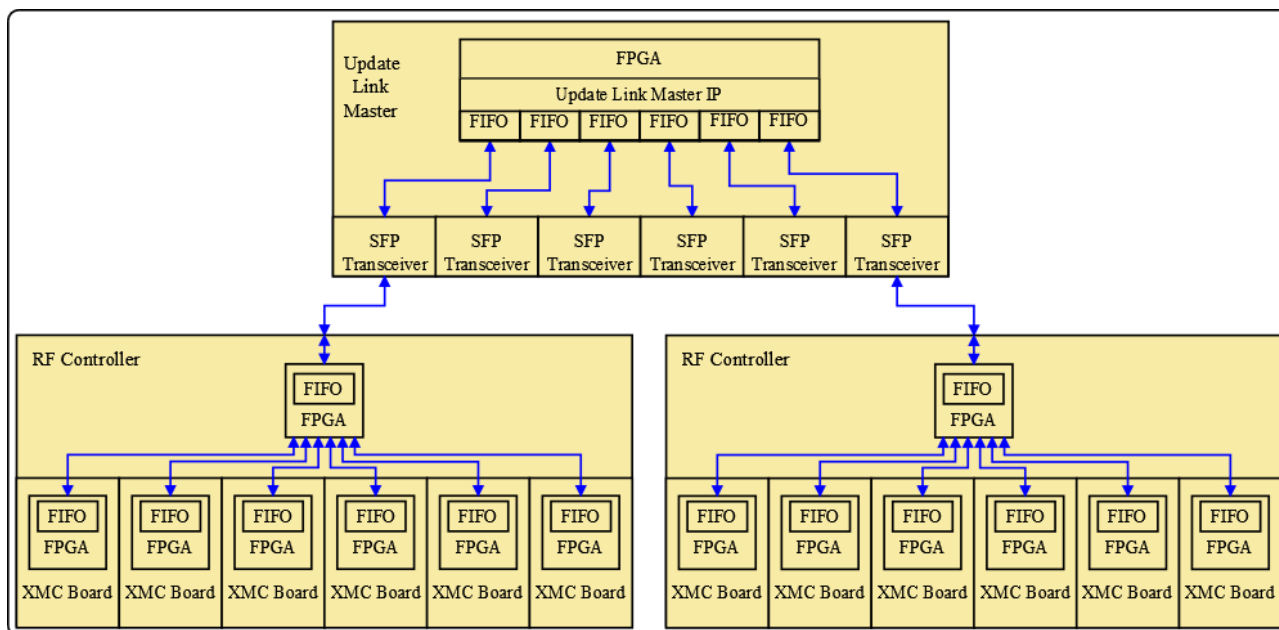 FPGA
Update
Link
Master
Update Link Master IP
FIFO FIFO FIFO FIFO FIFO FIFO
SFP SFP SFP SFP SFP SFP
Transceiver Transceiver Transceiver Transceiver Transceiver Transceiver
RF Controller
FIFO
FPGA
FIFO FIFO FIFO FIFO FIFO FIFO
FPGA FPGA FPGA FPGA FPGA FPGA
XMC Board XMC Board XMC Board XMC Board XMC Board XMC Board
RF Controller
FIFO
FPGA
FIFO FIFO FIFO FIFO FIFO FIFO
FPGA FPGA FPGA FPGA FPGA FPGA
XMC Board XMC Board XMC Board XMC Board XMC Board XMC Board